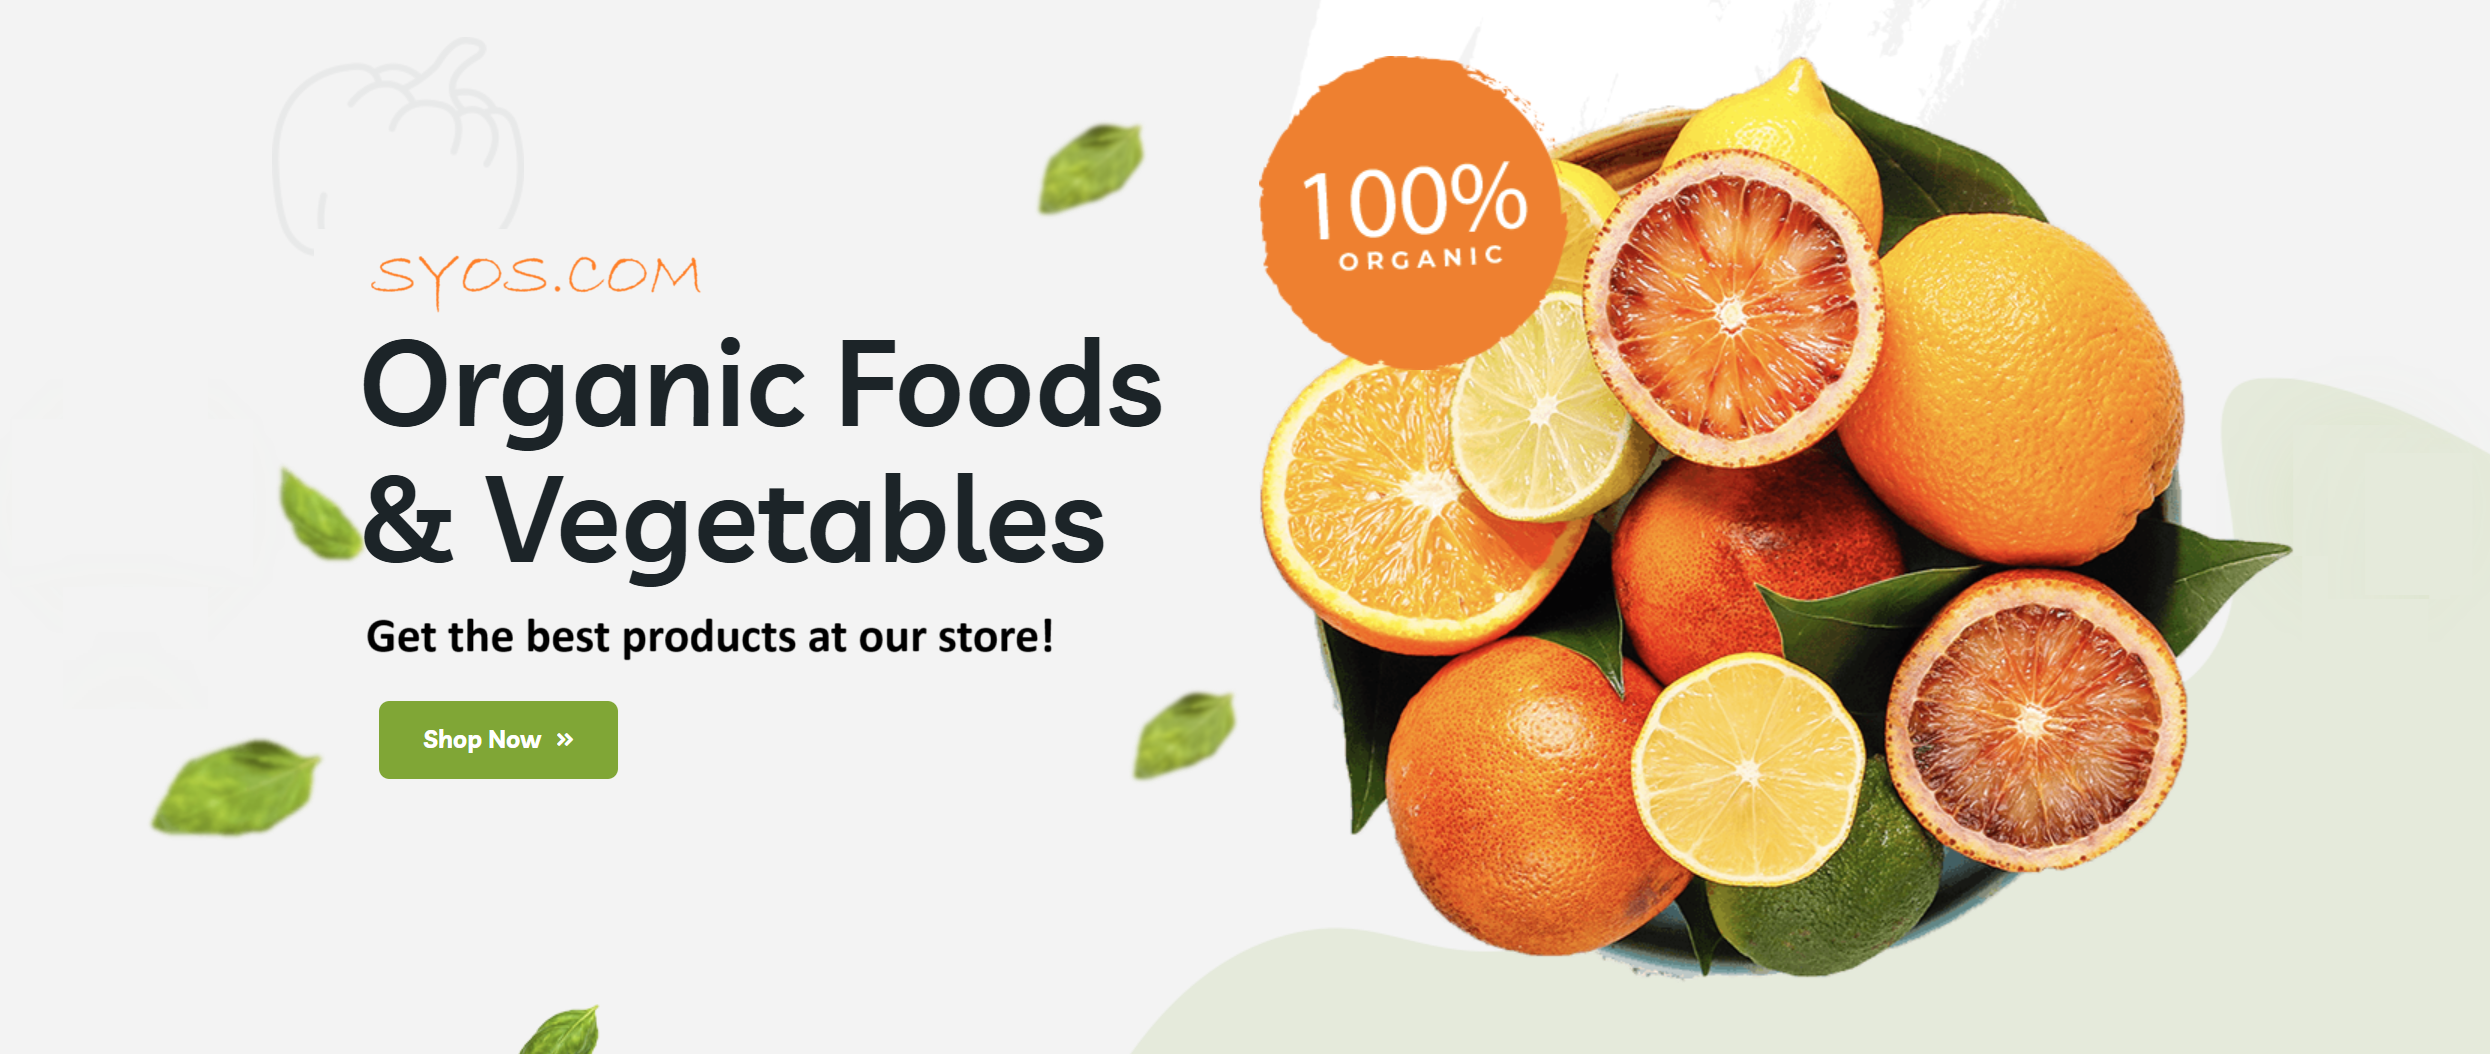 SYOS.COM
Organic Foods
& Vegetables
Get the best products at our store!
Shop Now »
100%
ORGANIC